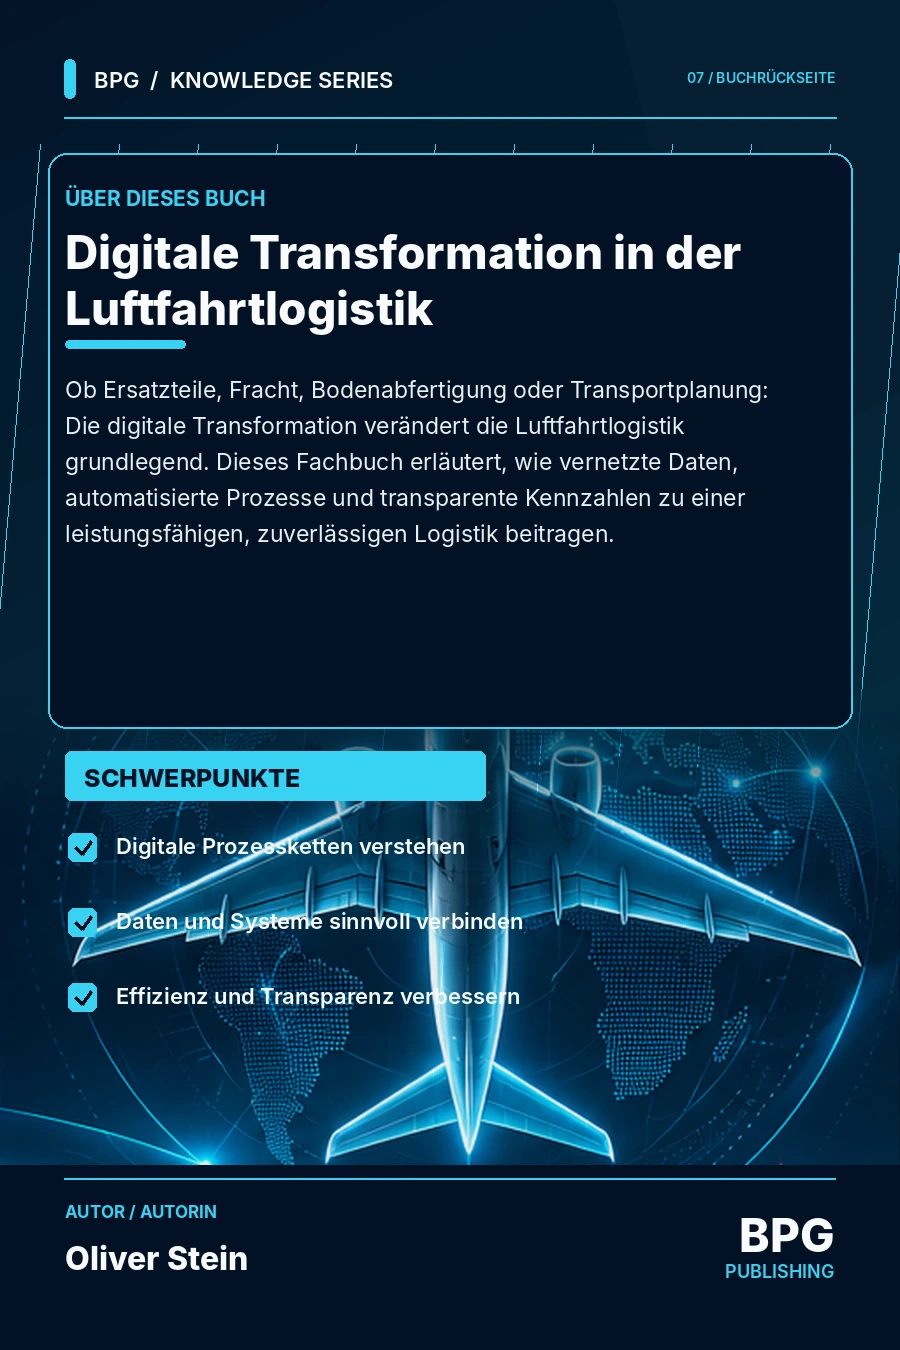 BPG / KNOWLEDGE SERIES
07 / BUCHRÜCKSEITE
ÜBER DIESES BUCH
Digitale Transformation in der
Luftfahrtlogistik
Ob Ersatzteile, Fracht, Bodenabfertigung oder Transportplanung:
Die digitale Transformation verändert die Luftfahrtlogistik
grundlegend. Dieses Fachbuch erläutert, wie vernetzte Daten,
automatisierte Prozesse und transparente Kennzahlen zu einer
leistungsfähigen, zuverlässigen Logistik beitragen.
SCHWERPUNKTE
Digitale Prozessketten verstehen
Daten und Systeme sinnvoll verbinden
Effizienz und Transparenz verbessern
AUTOR / AUTORIN
Oliver Stein
BPG
PUBLISHING